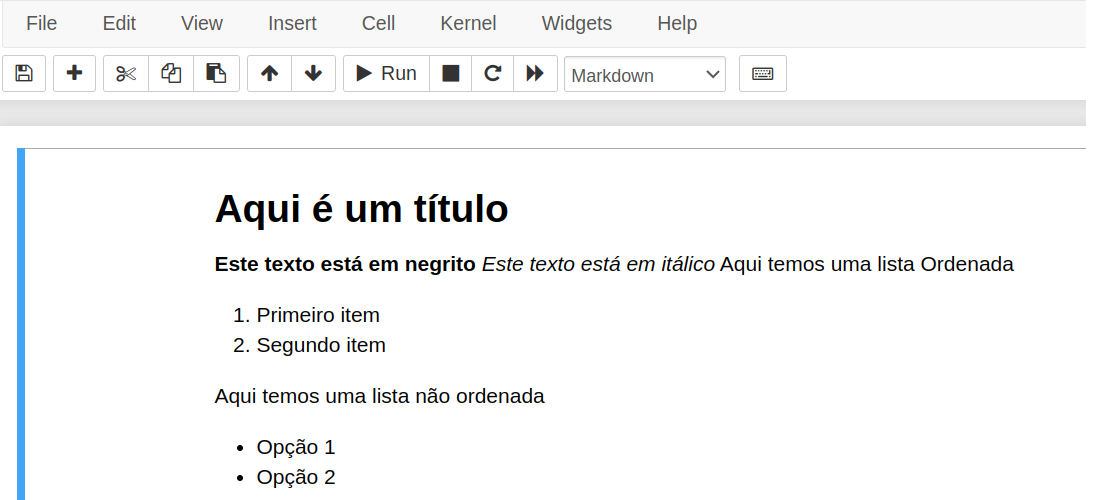 File Edit View Insert Cell Kernel Widgets Help
Run Markdown
Aqui é um título
Este texto está em negrito Este texto está em itálico Aqui temos uma lista Ordenada
1. Primeiro item
2. Segundo item
Aqui temos uma lista não ordenada
• Opção 1
• Opção 2